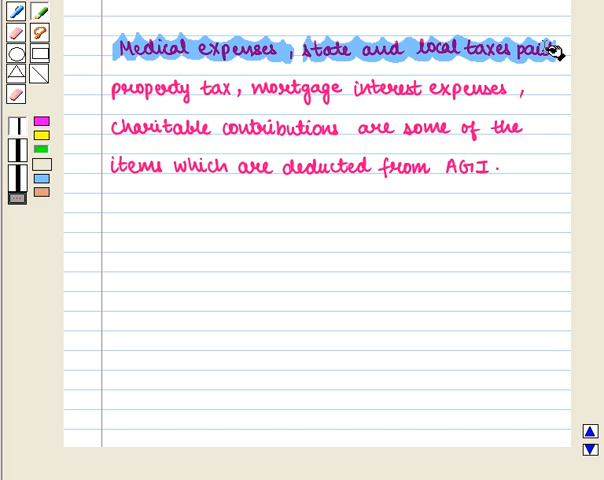 Medical expenses, state and local taxes paid
property tax, mortgage interest expenses,
charitable contributions are some of the
items which are deducted from AGI.